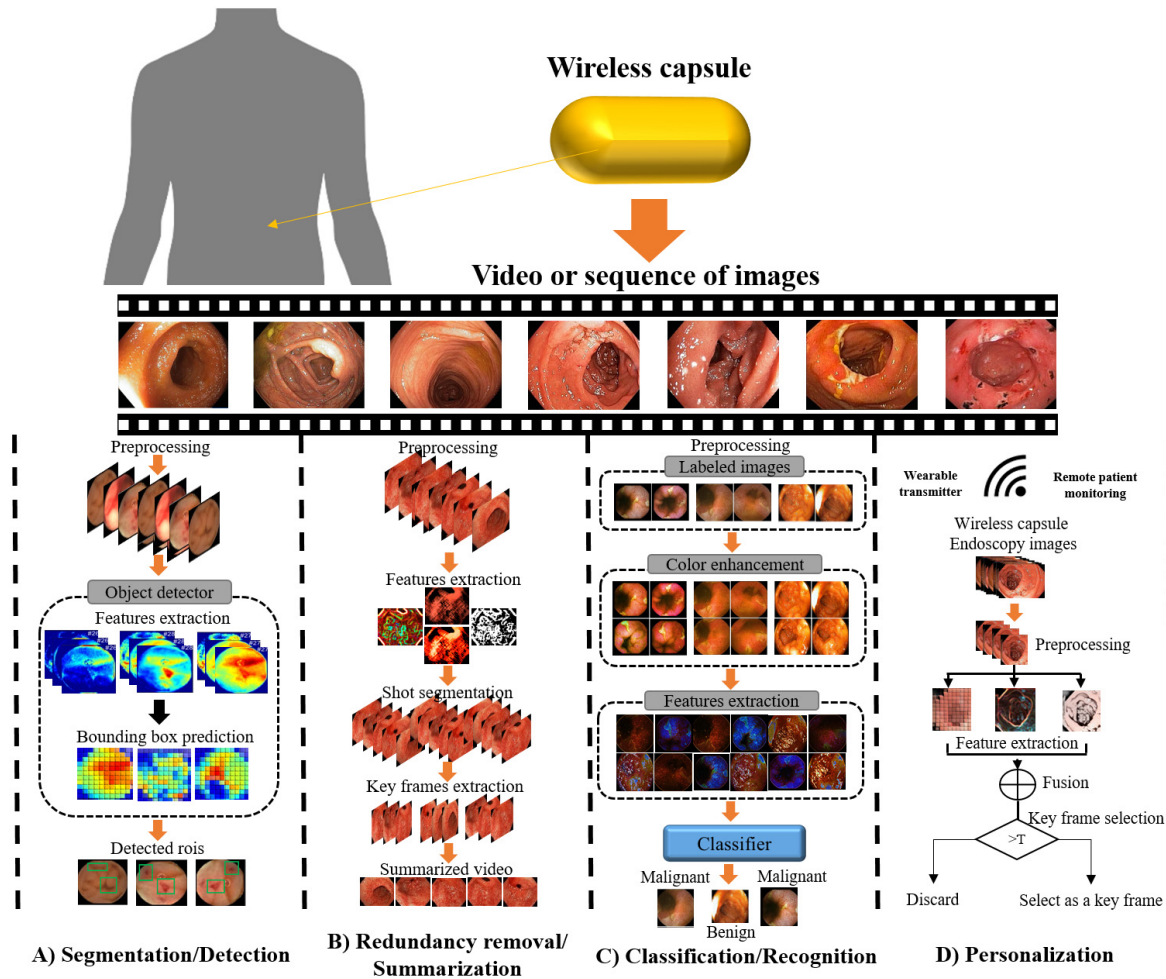 Wireless capsule
Video or sequence of images
Preprocessing
Object detector
Features extraction
Bounding box prediction
Detected rois
A) Segmentation/Detection
Preprocessing
Features extraction
Shot segmentation
Key frames extraction
Summarized video
B) Redundancy removal/
Summarization
Preprocessing
Labeled images
Color enhancement
Features extraction
Classifier
Malignant
Malignant
Benign
C) Classification/Recognition
Wearable
transmitter
Remote patient
monitoring
Wireless capsule
Endoscopy images
Preprocessing
Feature extraction
Fusion
Key frame selection
>T
Discard
Select as a key frame
D) Personalization